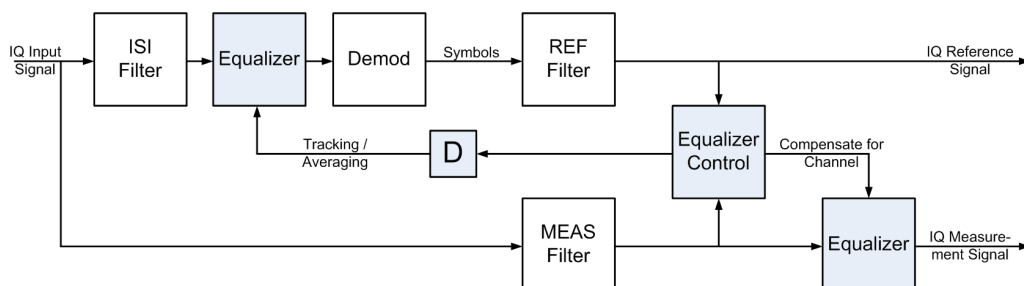 IQ Input
Signal
ISI
Filter
Equalizer
Demod
Symbols
REF
Filter
IQ Reference
Signal
Tracking /
Averaging
D
Equalizer
Control
Compensate for
Channel
MEAS
Filter
Equalizer
IQ Measure-
ment Signal